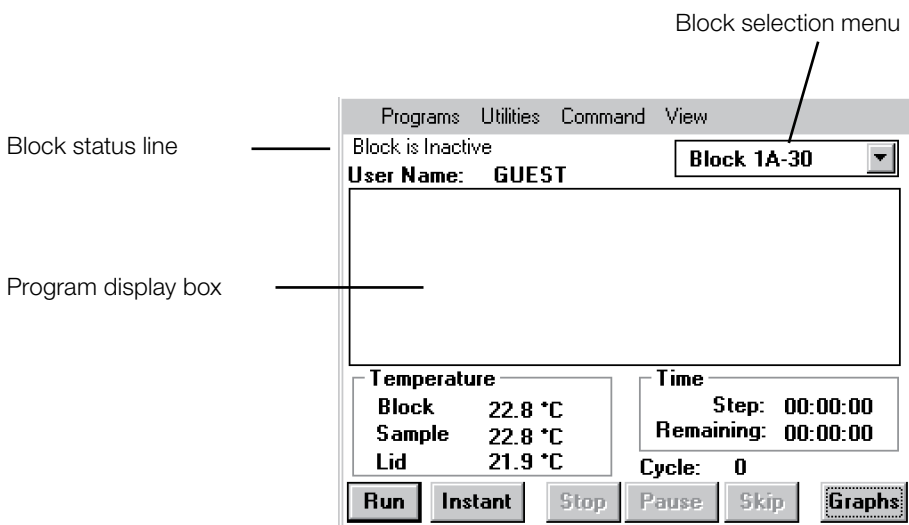 Block selection menu
Programs Utilities Command View
Block status line
Block is Inactive
Block 1A-30
User Name: GUEST
Program display box
Temperature
Block 22.8 °C
Sample 22.8 °C
Lid 21.9 °C
Time
Step: 00:00:00
Remaining: 00:00:00
Cycle: 0
Run Instant Stop Pause Skip Graphs